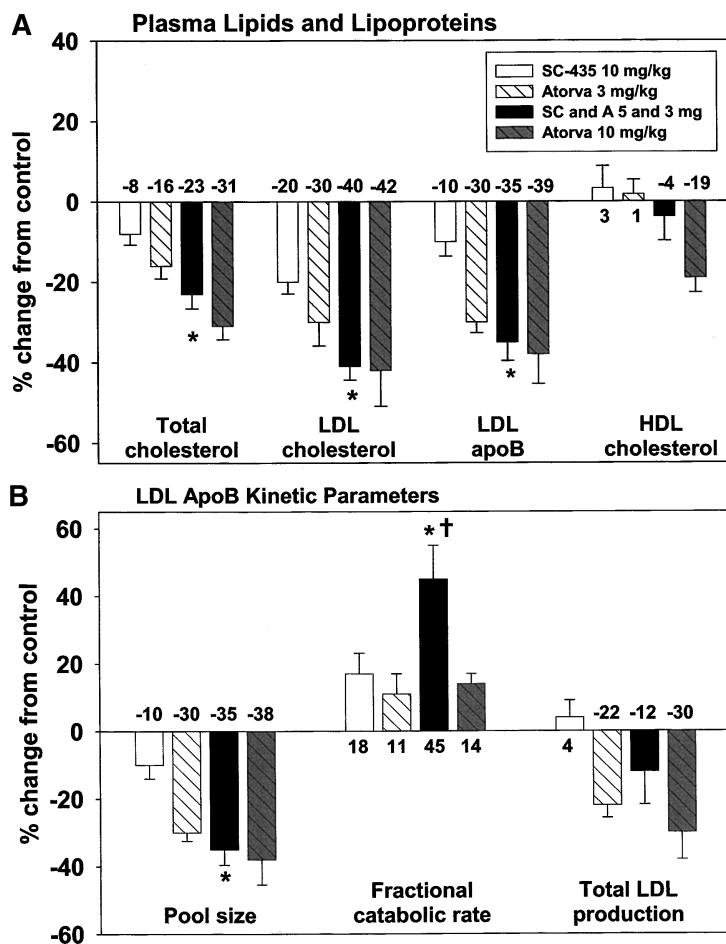 A Plasma Lipids and Lipoproteins
40
20
0
-20
-40
-60
% change from control
SC-435 10 mg/kg
Atorva 3 mg/kg
SC and A 5 and 3 mg
Atorva 10 mg/kg
-8 -16 -23 -31 -20 -30 -40 -42 -10 -30 -35 -39 -4 -19
3 1
* * *
Total cholesterol
LDL cholesterol
LDL apoB
HDL cholesterol
B LDL ApoB Kinetic Parameters
60
40
20
0
-20
-40
-60
% change from control
*†
-10 -30 -35 -38 -22 -12 -30
18 11 45 14 4
*
Pool size
Fractional catabolic rate
Total LDL production